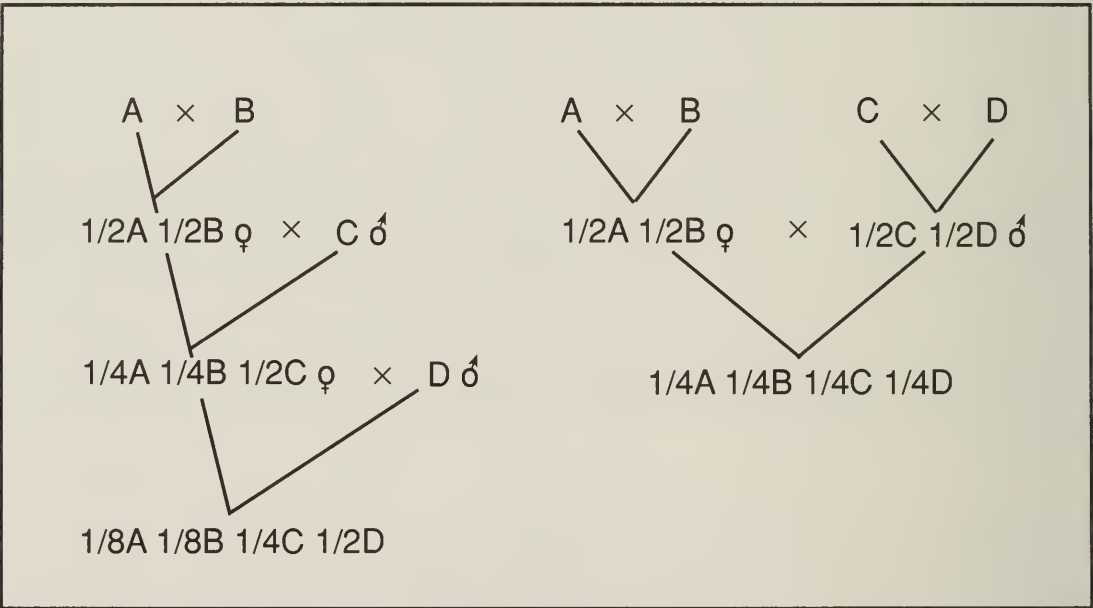 A × B
1/2A 1/2B ♀ × C ♂
1/4A 1/4B 1/2C ♀ × D ♂
1/8A 1/8B 1/4C 1/2D
A × B C × D
1/2A 1/2B ♀ × 1/2C 1/2D ♂
1/4A 1/4B 1/4C 1/4D